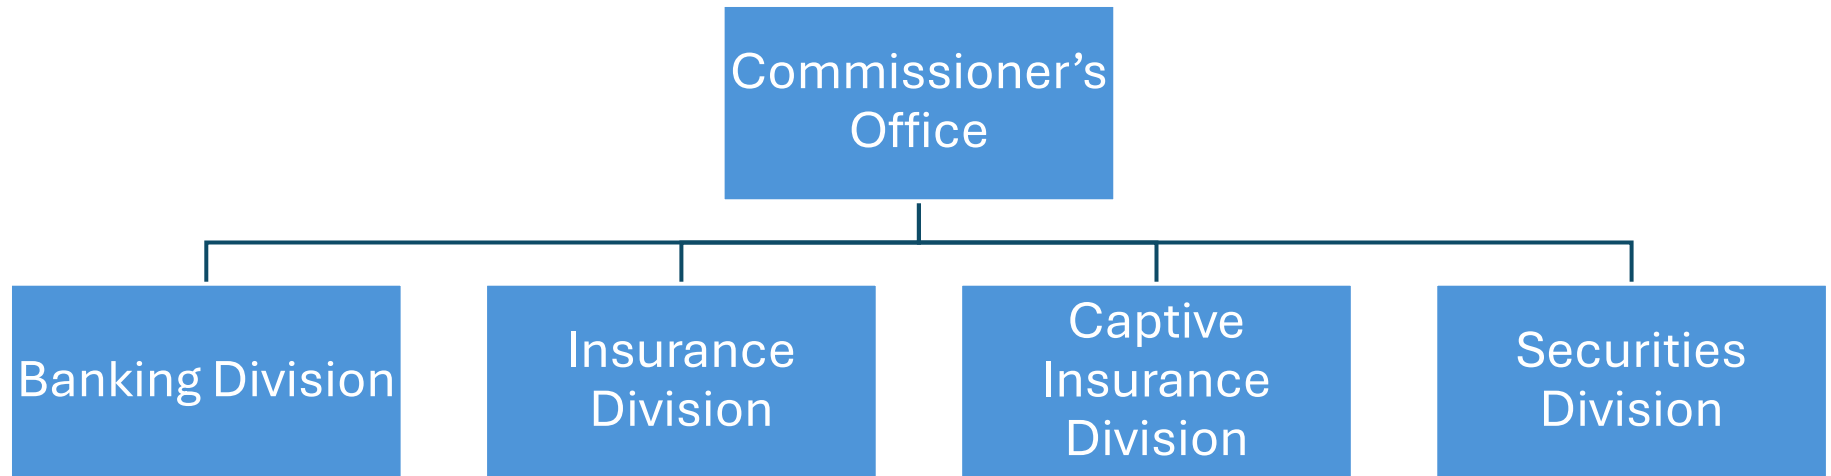 Commissioner’s
Office
Banking Division
Insurance
Division
Captive
Insurance
Division
Securities
Division